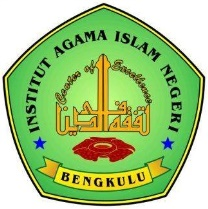 INSTITUT AGAMA ISLAM NEGERI
Center of Excellence
BENGKULU